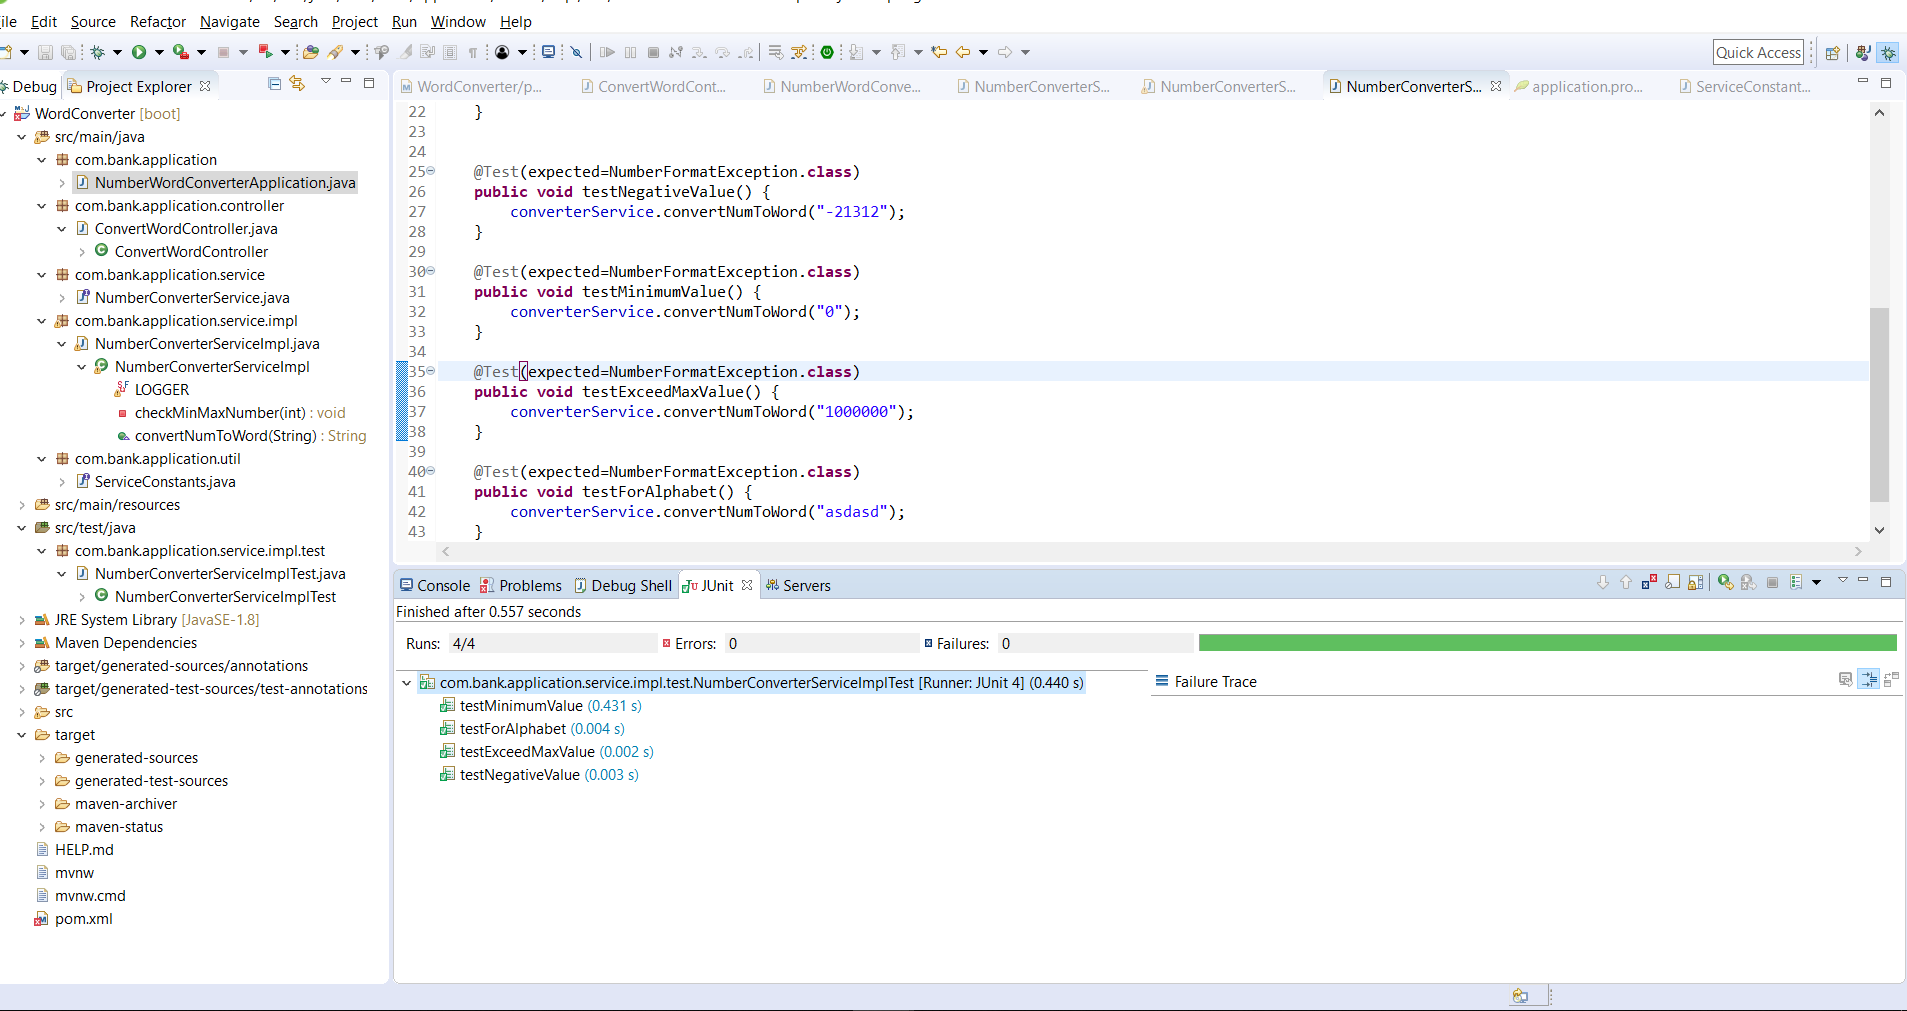 ile Edit Source Refactor Navigate Search Project Run Window Help
Quick Access
Debug Project Explorer
WordConverter [boot]
src/main/java
com.bank.application
NumberWordConverterApplication.java
com.bank.application.controller
ConvertWordController.java
ConvertWordController
com.bank.application.service
NumberConverterService.java
com.bank.application.service.impl
NumberConverterServiceImpl.java
NumberConverterServiceImpl
LOGGER
checkMinMaxNumber(int) : void
convertNumToWord(String) : String
com.bank.application.util
ServiceConstants.java
src/main/resources
src/test/java
com.bank.application.service.impl.test
NumberConverterServiceImplTest.java
NumberConverterServiceImplTest
JRE System Library [JavaSE-1.8]
Maven Dependencies
target/generated-sources/annotations
target/generated-test-sources/test-annotations
src
target
generated-sources
generated-test-sources
maven-archiver
maven-status
HELP.md
mvnw
mvnw.cmd
pom.xml
WordConverter/p... ConvertWordCont... NumberWordConve... NumberConverterS... NumberConverterS... NumberConverterS... application.pro... ServiceConstant...
22 }
23
24
25 @Test(expected=NumberFormatException.class)
26 public void testNegativeValue() {
27 converterService.convertNumToWord("-21312");
28 }
29
30 @Test(expected=NumberFormatException.class)
31 public void testMinimumValue() {
32 converterService.convertNumToWord("0");
33 }
34
35 @Test(expected=NumberFormatException.class)
36 public void testExceedMaxValue() {
37 converterService.convertNumToWord("1000000");
38 }
39
40 @Test(expected=NumberFormatException.class)
41 public void testForAlphabet() {
42 converterService.convertNumToWord("asdasd");
43 }
Console Problems Debug Shell JUnit Servers
Finished after 0.557 seconds
Runs: 4/4 Errors: 0 Failures: 0
com.bank.application.service.impl.test.NumberConverterServiceImplTest [Runner: JUnit 4] (0.440 s)
testMinimumValue (0.431 s)
testForAlphabet (0.004 s)
testExceedMaxValue (0.002 s)
testNegativeValue (0.003 s)
Failure Trace